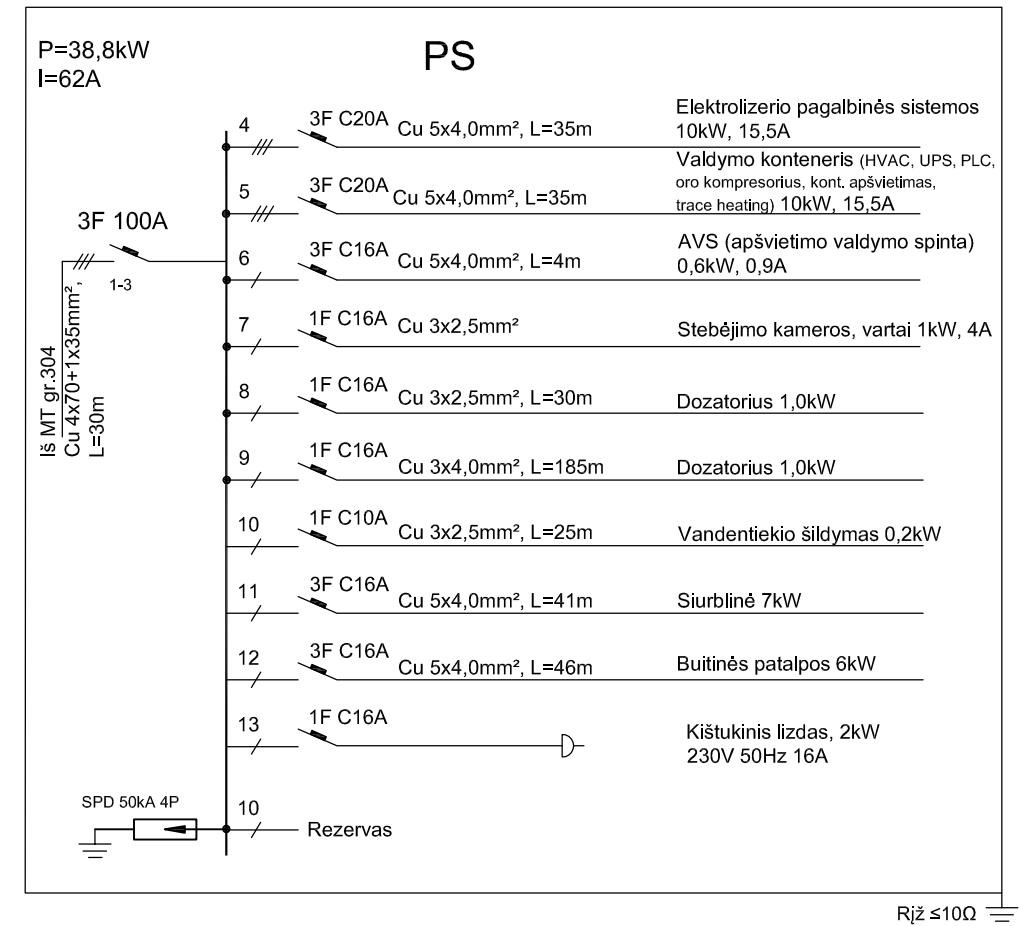 P=38,8kW
I=62A
PS
3F 100A
1-3
Iš MT gr.304
Cu 4x70+1x35mm²,
L=30m
4
3F C20A
Cu 5x4,0mm², L=35m
Elektrolizerio pagalbinės sistemos
10kW, 15,5A
5
3F C20A
Cu 5x4,0mm², L=35m
Valdymo konteneris (HVAC, UPS, PLC,
oro kompresorius, kont. apšvietimas,
trace heating) 10kW, 15,5A
6
3F C16A
Cu 5x4,0mm², L=4m
AVS (apšvietimo valdymo spinta)
0,6kW, 0,9A
7
1F C16A
Cu 3x2,5mm²
Stebėjimo kameros, vartai 1kW, 4A
8
1F C16A
Cu 3x2,5mm², L=30m
Dozatorius 1,0kW
9
1F C16A
Cu 3x4,0mm², L=185m
Dozatorius 1,0kW
10
1F C10A
Cu 3x2,5mm², L=25m
Vandentiekio šildymas 0,2kW
11
3F C16A
Cu 5x4,0mm², L=41m
Siurblinė 7kW
12
3F C16A
Cu 5x4,0mm², L=46m
Buitinės patalpos 6kW
13
1F C16A
Kištukinis lizdas, 2kW
230V 50Hz 16A
SPD 50kA 4P
10
Rezervas
Rįž ≤10Ω